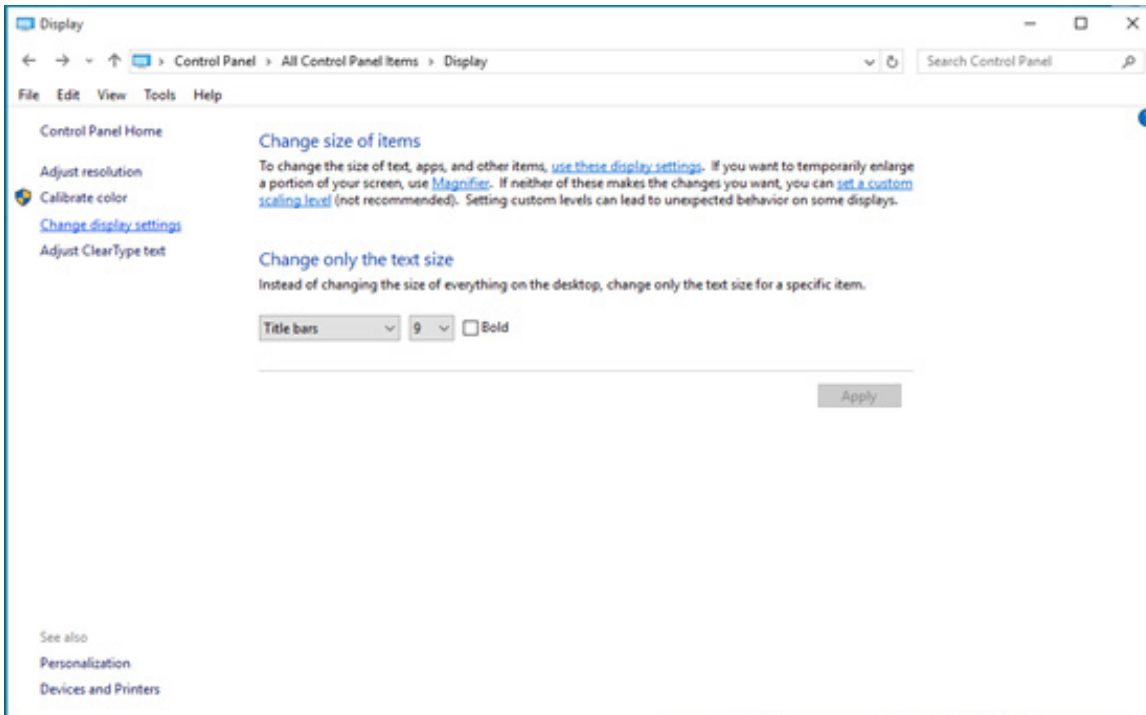 Display
Control Panel › All Control Panel Items › Display
Search Control Panel
File Edit View Tools Help
Control Panel Home
Adjust resolution
Calibrate color
Change display settings
Adjust ClearType text
Change size of items
To change the size of text, apps, and other items, use these display settings. If you want to temporarily enlarge
a portion of your screen, use Magnifier. If neither of these makes the changes you want, you can set a custom
scaling level (not recommended). Setting custom levels can lead to unexpected behavior on some displays.
Change only the text size
Instead of changing the size of everything on the desktop, change only the text size for a specific item.
Title bars 9 Bold
Apply
See also
Personalization
Devices and Printers